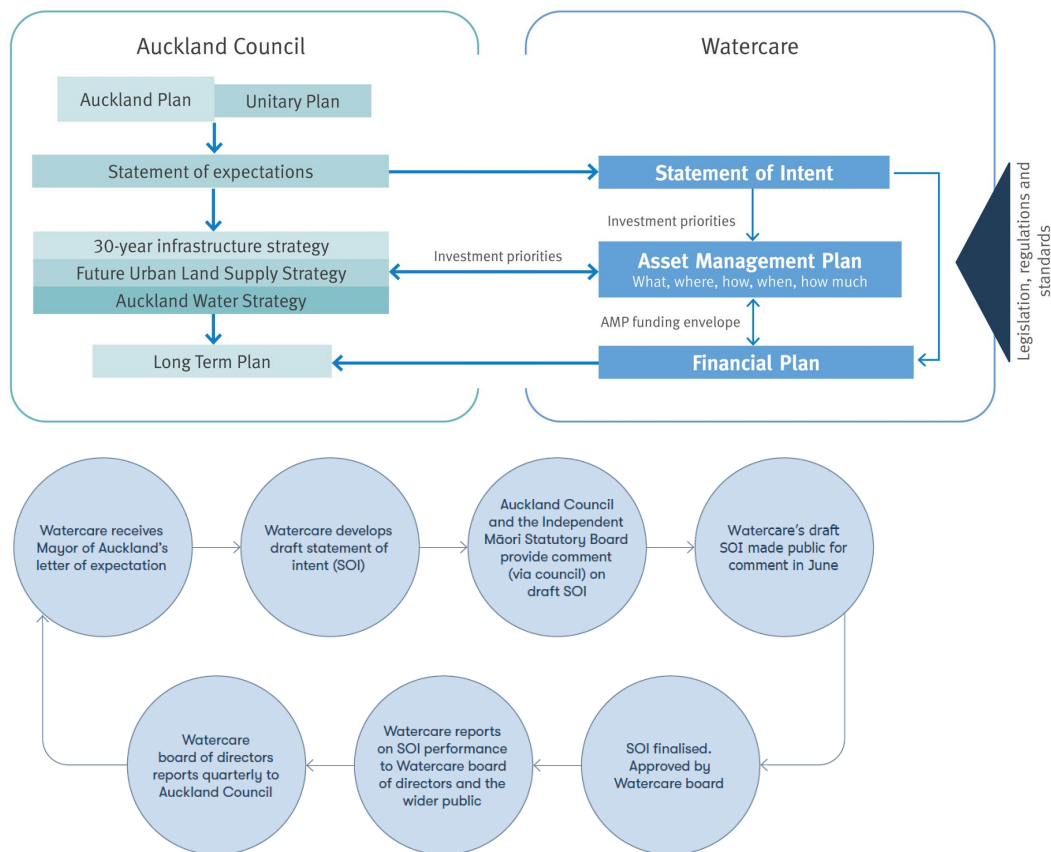 Auckland Council
Watercare
Auckland Plan
Unitary Plan
Statement of expectations
Statement of Intent
Investment priorities
30-year infrastructure strategy
Future Urban Land Supply Strategy
Auckland Water Strategy
Investment priorities
Asset Management Plan
What, where, how, when, how much
AMP funding envelope
Long Term Plan
Financial Plan
Legislation, regulations and
standards
Watercare receives
Mayor of Auckland’s
letter of expectation
Watercare develops
draft statement of
intent (SOI)
Auckland Council
and the Independent
Māori Statutory Board
provide comment
(via council) on
draft SOI
Watercare’s draft
SOI made public for
comment in June
Watercare
board of directors
reports quarterly to
Auckland Council
Watercare reports
on SOI performance
to Watercare board
of directors and the
wider public
SOI finalised.
Approved by
Watercare board